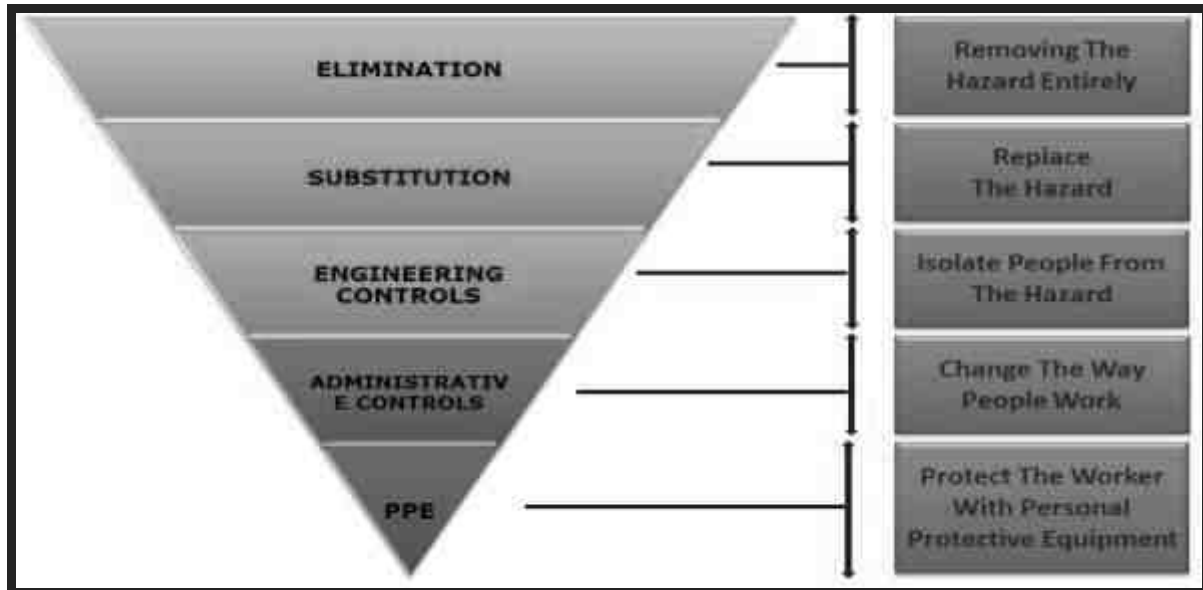 ELIMINATION
Removing The
Hazard Entirely
SUBSTITUTION
Replace
The Hazard
ENGINEERING
CONTROLS
Isolate People From
The Hazard
ADMINISTRATIV
E CONTROLS
Change The Way
People Work
PPE
Protect The Worker
With Personal
Protective Equipment